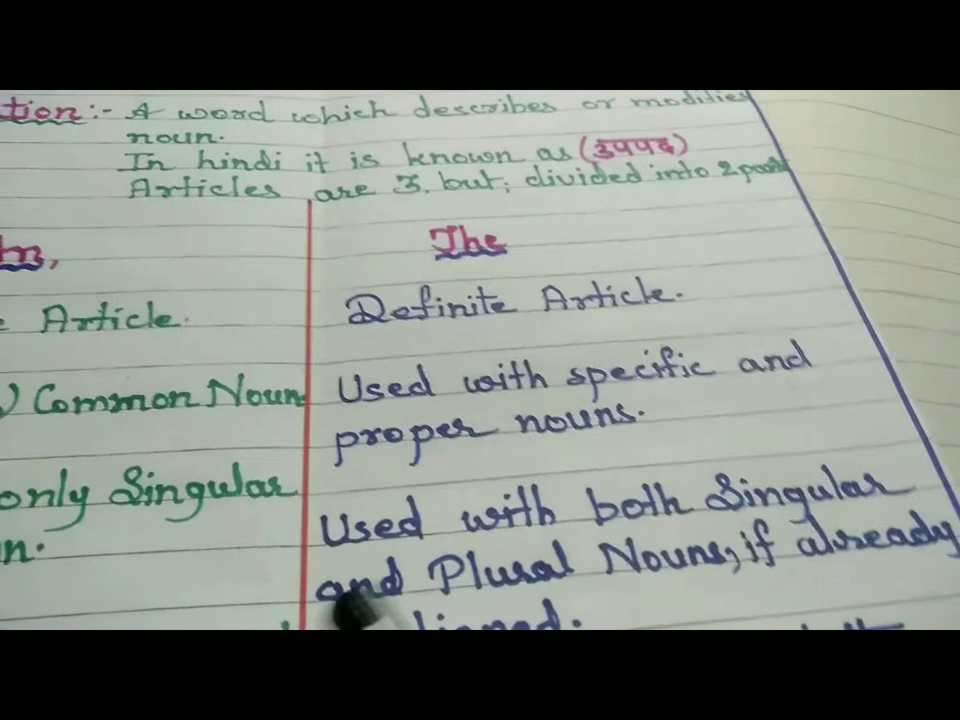 tion:- A word which describes or modifies
noun.
In hindi it is known as (उपपद)
Articles are 3. but; divided into 2 part
The
Article.
Definite Article.
) Common Noun
Used with specific and
proper nouns.
only Singular
n.
Used with both Singular
and Plural Nouns, if already